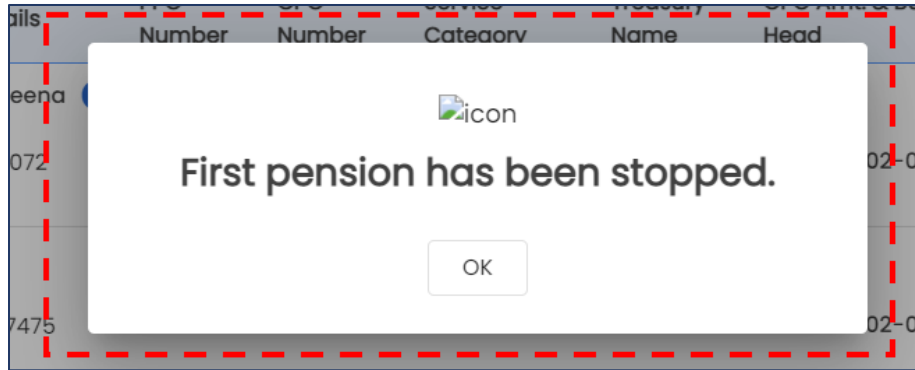 Number Number Category Name Head
eena
icon
072
02-0
First pension has been stopped.
OK
7475
02-0